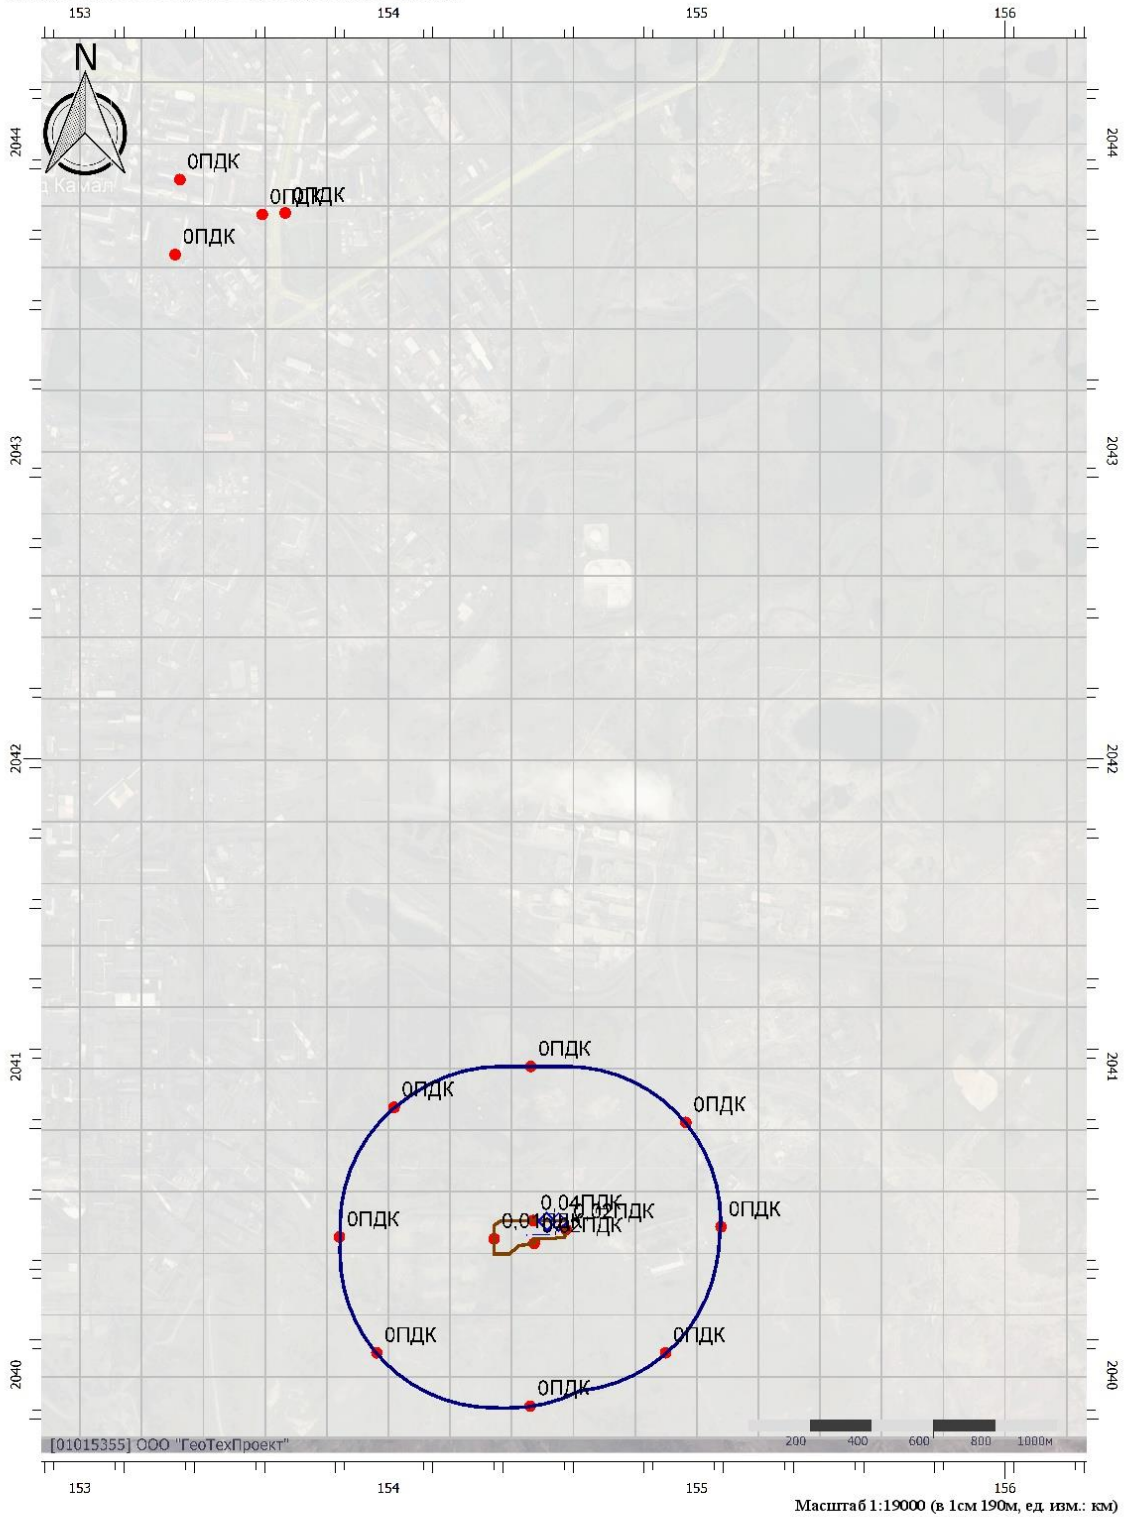 153 154 155 156
N
2044 2044
0ПДК
д Камал
0ПДК 0ПДК
0ПДК
2043 2043
2042 2042
0ПДК
2041 2041
0ПДК
0ПДК
0,04ПДК
0,02ПДК
0ПДК
0ПДК
0ПДК 0ПДК
2040 2040
0ПДК
[01015355] ООО "ГеоТехПроект"
200 400 600 800 1000м
153 154 155 156
Масштаб 1:19000 (в 1см 190м, ед. изм.: км)